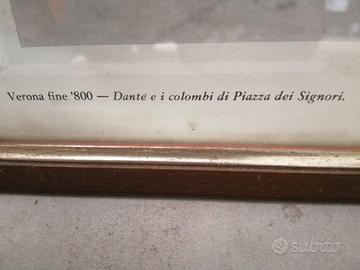 Verona fine '800 — Dante e i colombi di Piazza dei Signori.
subito